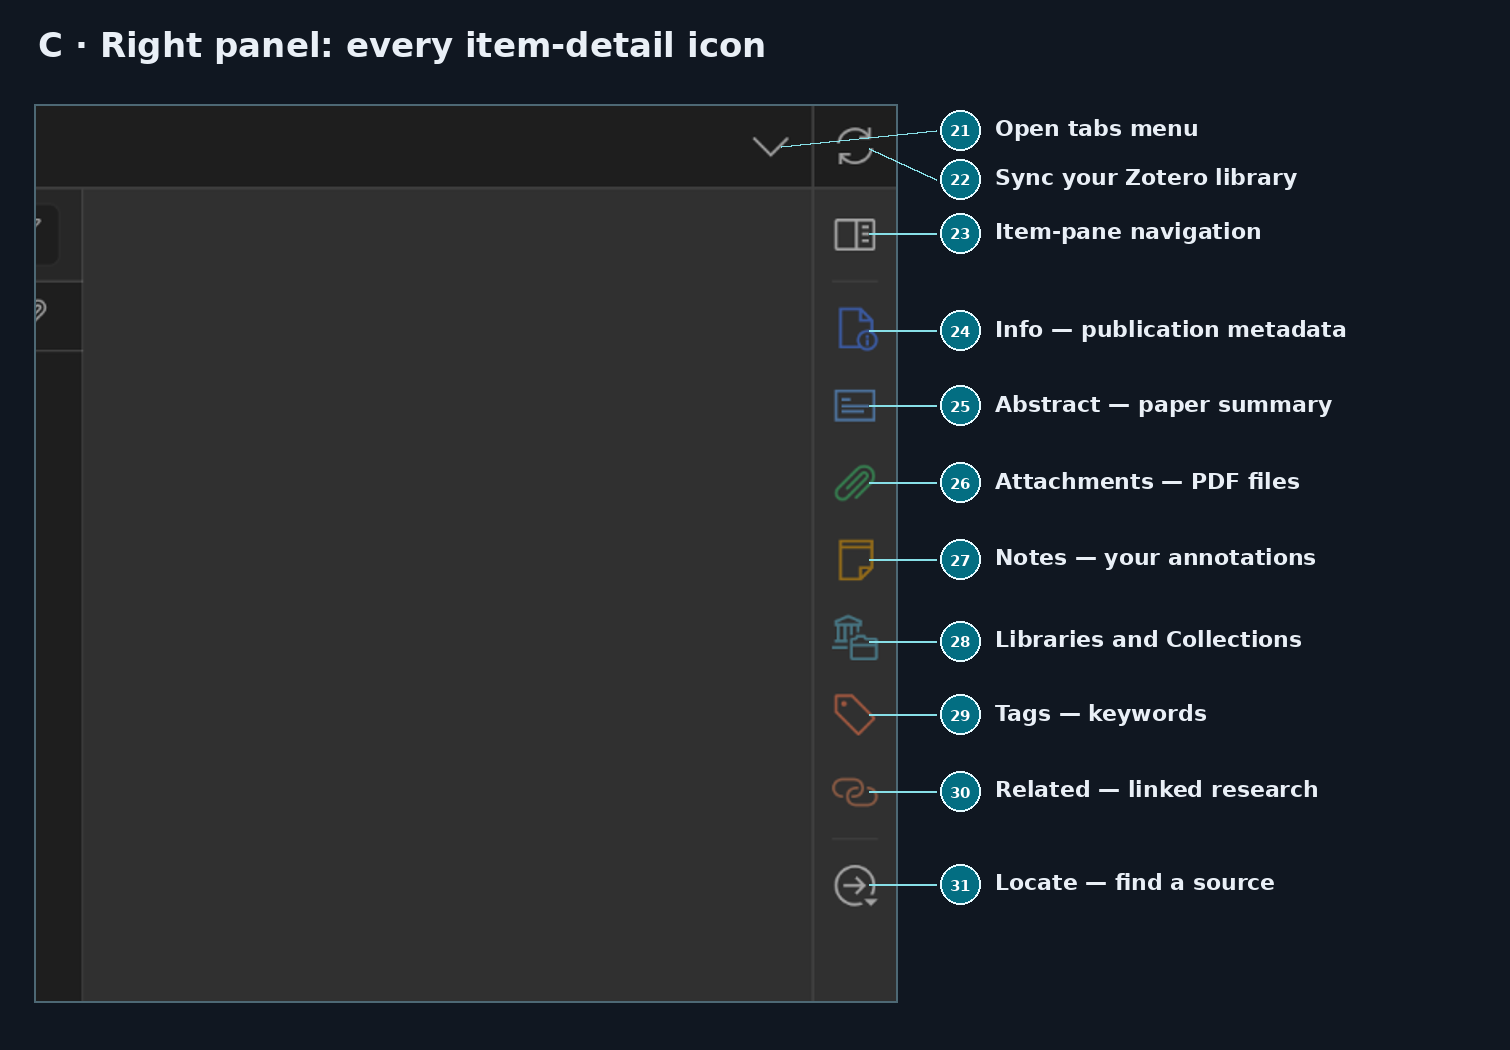 C · Right panel: every item-detail icon
21 Open tabs menu
22 Sync your Zotero library
23 Item-pane navigation
24 Info — publication metadata
25 Abstract — paper summary
26 Attachments — PDF files
27 Notes — your annotations
28 Libraries and Collections
29 Tags — keywords
30 Related — linked research
31 Locate — find a source